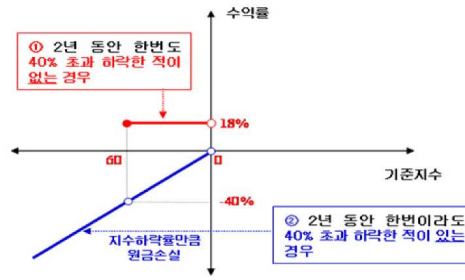 수익률
① 2년 동안 한번도
40% 초과 하락한 적이
없는 경우
18%
60
0
기준지수
-40%
지수하락률만큼
원금손실
② 2년 동안 한번이라도
40% 초과 하락한 적이 있는
경우